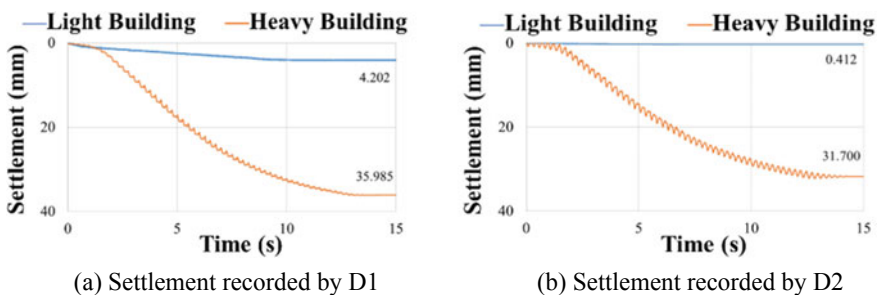 Light Building Heavy Building
0
20
40
Settlement (mm)
4.202
35.985
0 5 10 15
Time (s)
(a) Settlement recorded by D1
Light Building Heavy Building
0
20
40
Settlement (mm)
0.412
31.700
0 5 10 15
Time (s)
(b) Settlement recorded by D2